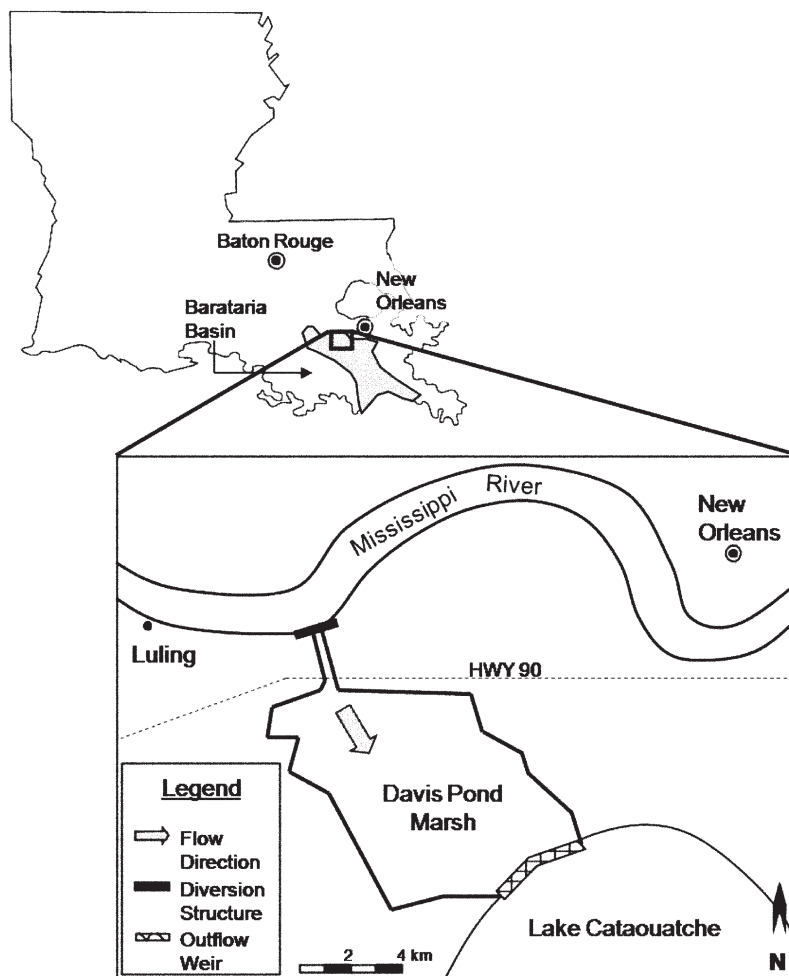 Baton Rouge
New
Orleans
Barataria
Basin
Mississippi River
New
Orleans
Luling
HWY 90
Davis Pond
Marsh
Legend
Flow
Direction
Diversion
Structure
Outflow
Weir
2 4 km
Lake Cataouatche
N